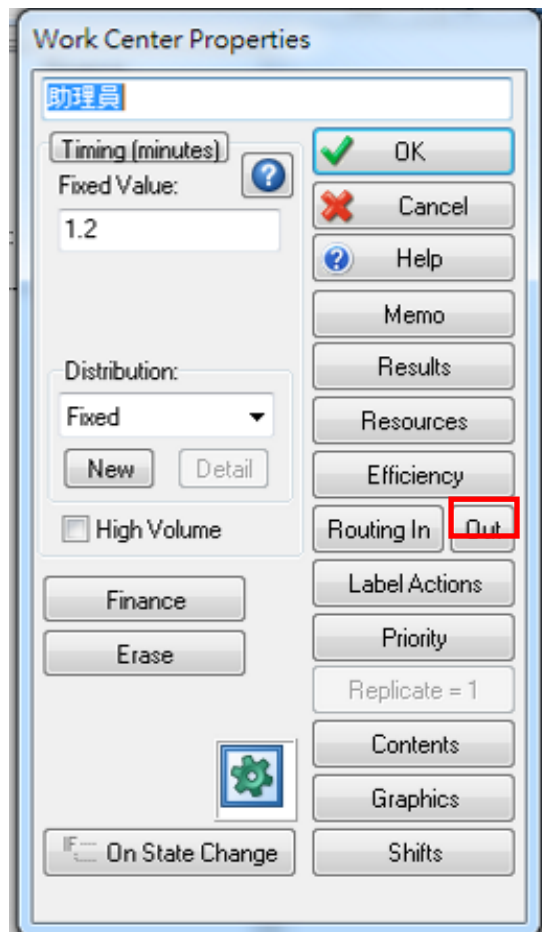 Work Center Properties
助理員
Timing (minutes)
Fixed Value:
1.2
Distribution:
Fixed
New Detail
High Volume
Finance
Erase
IF On State Change
OK
Cancel
Help
Memo
Results
Resources
Efficiency
Routing In Out
Label Actions
Priority
Replicate = 1
Contents
Graphics
Shifts